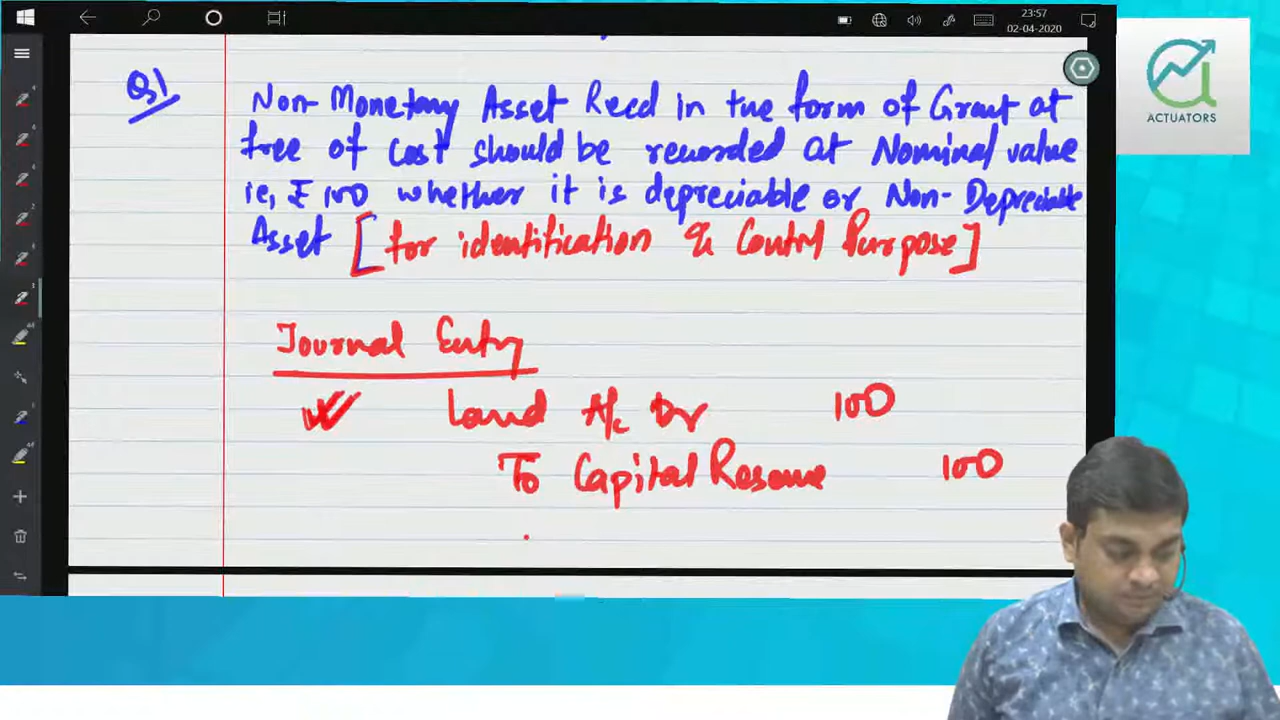 23:57
02-04-2020
ACTUATORS
Q1
Non-Monetary Asset Recd in the form of Grant at
free of cost should be recorded at Nominal value
ie, ₹ 100 whether it is depreciable or Non-Depreciable
Asset [for identification & Control Purpose]
Journal Entry
Land A/c Dr 100
To Capital Reserve 100